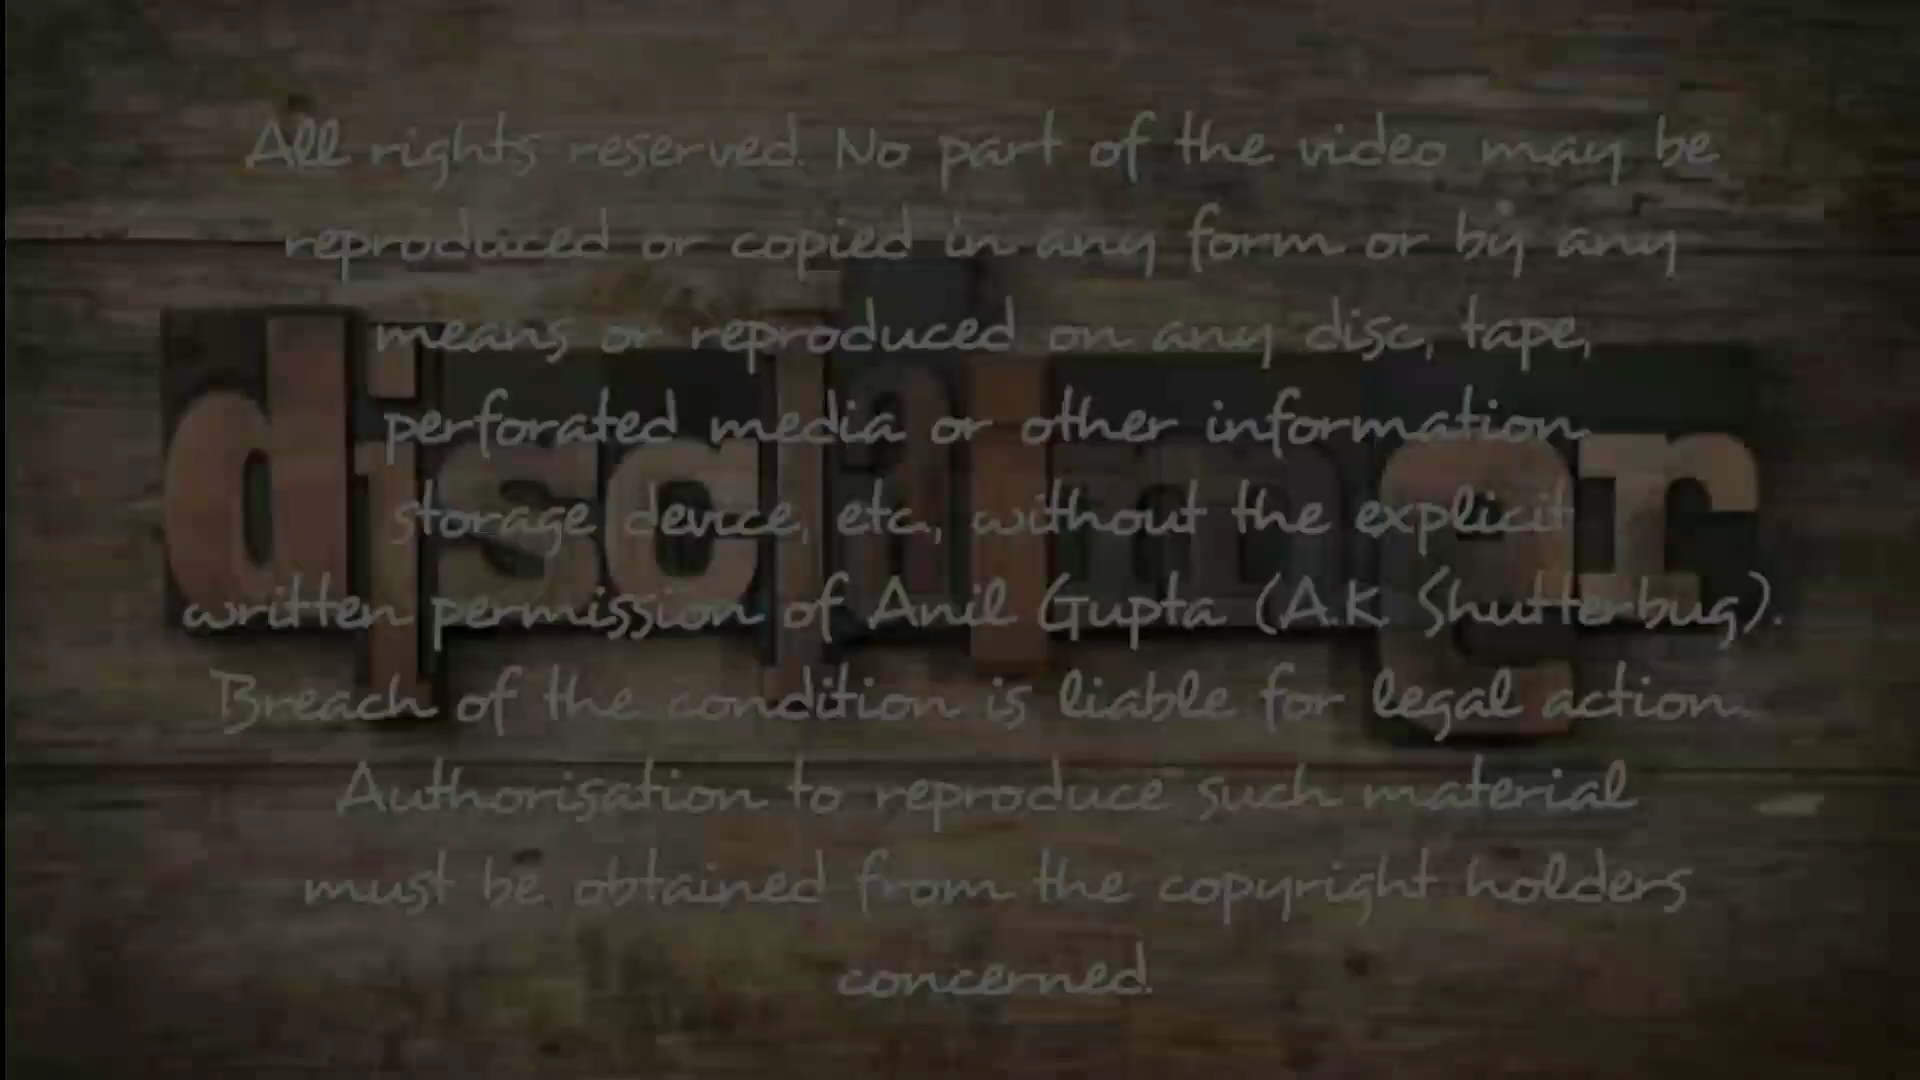 All rights reserved. No part of the video may be
reproduced or copied in any form or by any
means or reproduced on any disc, tape,
perforated media or other information
storage device, etc., without the explicit
written permission of Anil Gupta (A.K. Shutterbug).
Breach of the condition is liable for legal action.
Authorisation to reproduce such material
must be obtained from the copyright holders
concerned.
disclaimer